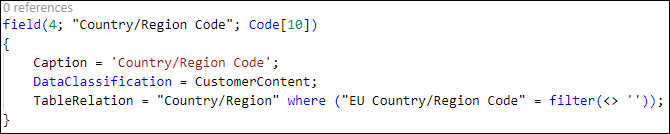 0 references
field(4; "Country/Region Code"; Code[10])
{
    Caption = 'Country/Region Code';
    DataClassification = CustomerContent;
    TableRelation = "Country/Region" where ("EU Country/Region Code" = filter(<> ''));
}